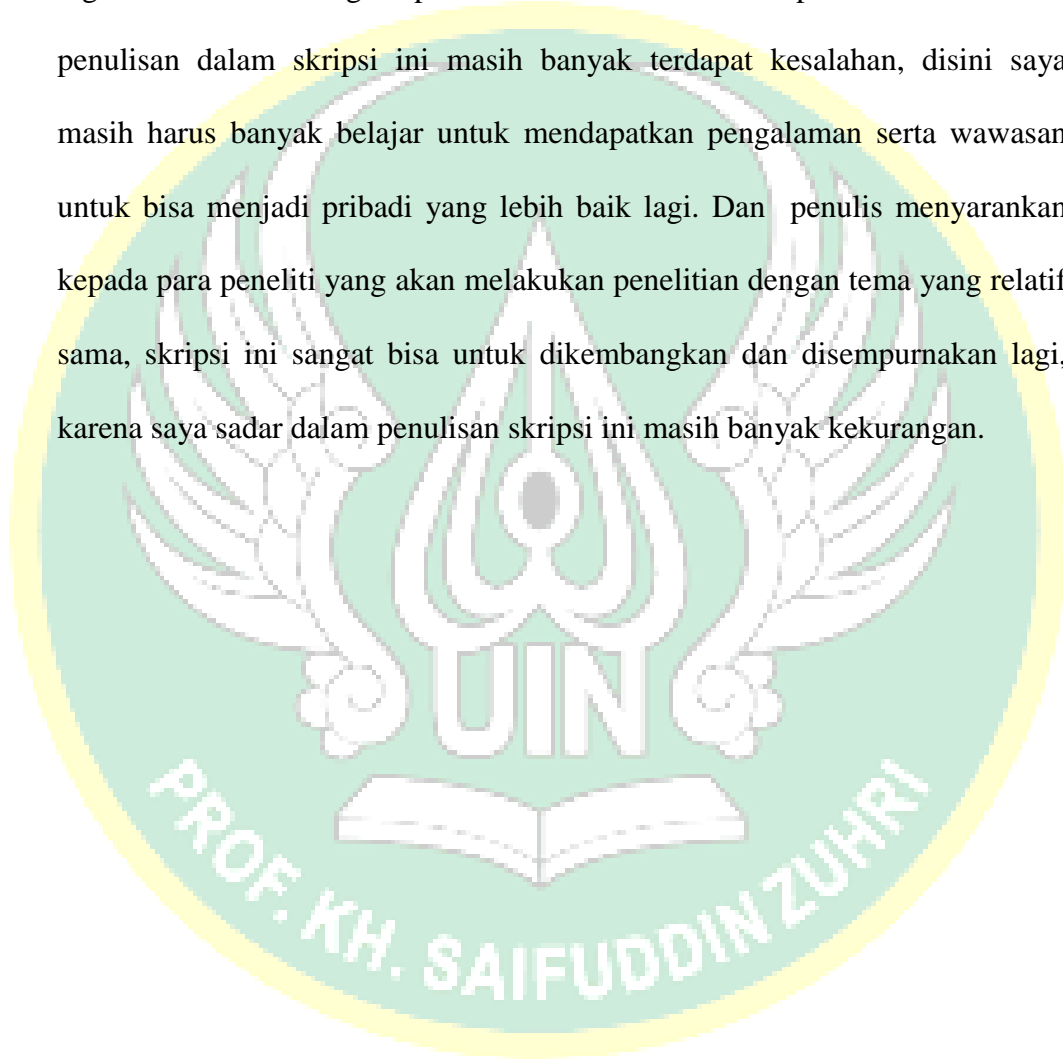 penulisan dalam skripsi ini masih banyak terdapat kesalahan, disini saya
masih harus banyak belajar untuk mendapatkan pengalaman serta wawasan
untuk bisa menjadi pribadi yang lebih baik lagi. Dan penulis menyarankan
kepada para peneliti yang akan melakukan penelitian dengan tema yang relatif
sama, skripsi ini sangat bisa untuk dikembangkan dan disempurnakan lagi,
karena saya sadar dalam penulisan skripsi ini masih banyak kekurangan.
UIN
PROF. KH. SAIFUDDIN ZUHRI